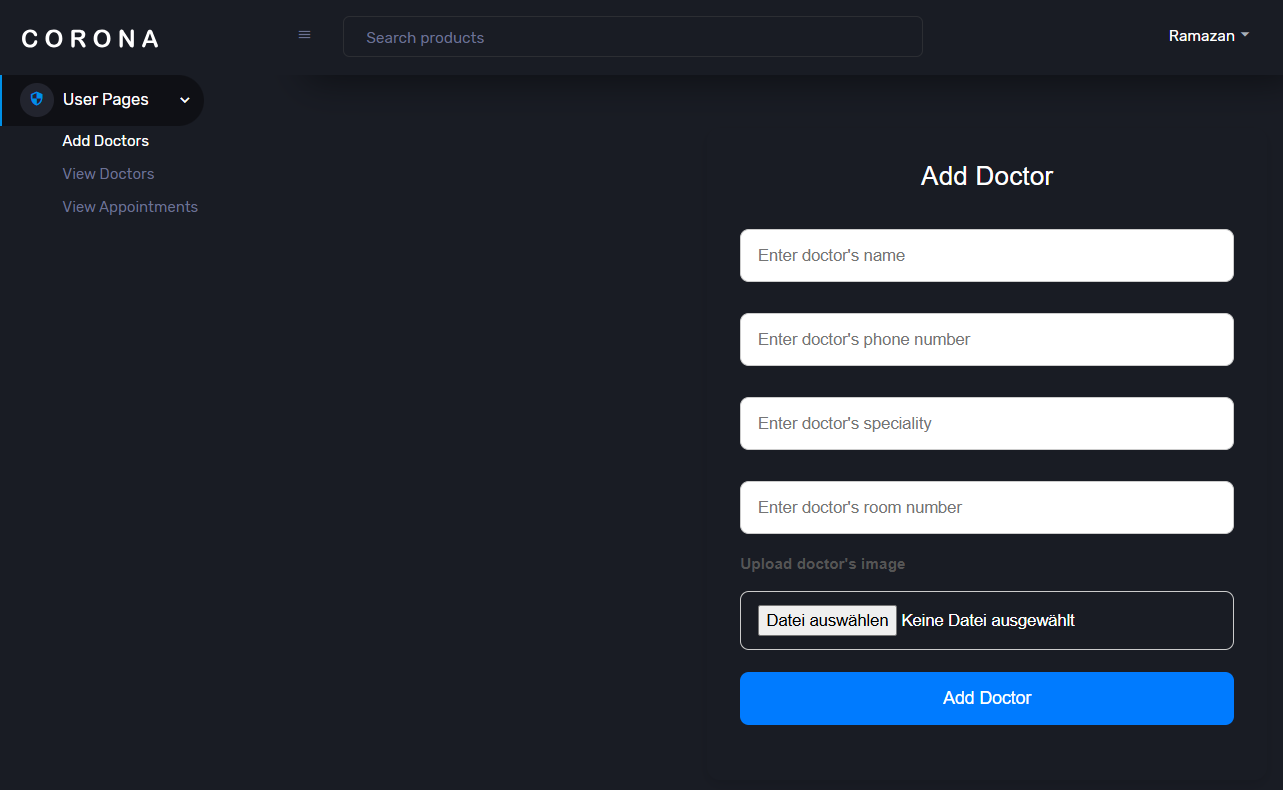 CORONA
Search products
Ramazan
User Pages
Add Doctors
View Doctors
View Appointments
Add Doctor
Enter doctor's name
Enter doctor's phone number
Enter doctor's speciality
Enter doctor's room number
Upload doctor's image
Datei auswählen Keine Datei ausgewählt
Add Doctor